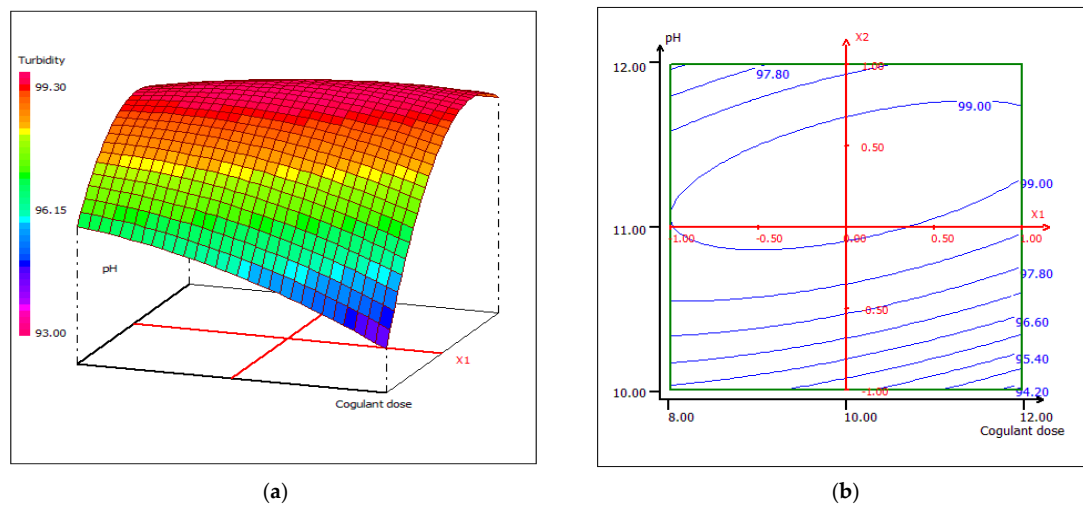 Turbidity
99.30
96.15
93.00
pH
X1
Cogulant dose
(a)
pH
X2
12.00
1.00
97.80
99.00
0.50
99.00
X1
11.00
-1.00
-0.50
0.00
0.50
1.00
97.80
-0.50
96.60
95.40
10.00
-1.00
94.20
8.00
10.00
12.00
Cogulant dose
(b)